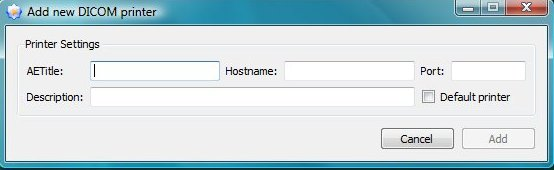 Add new DICOM printer
Printer Settings
AETitle: Hostname: Port:
Description: Default printer
Cancel Add